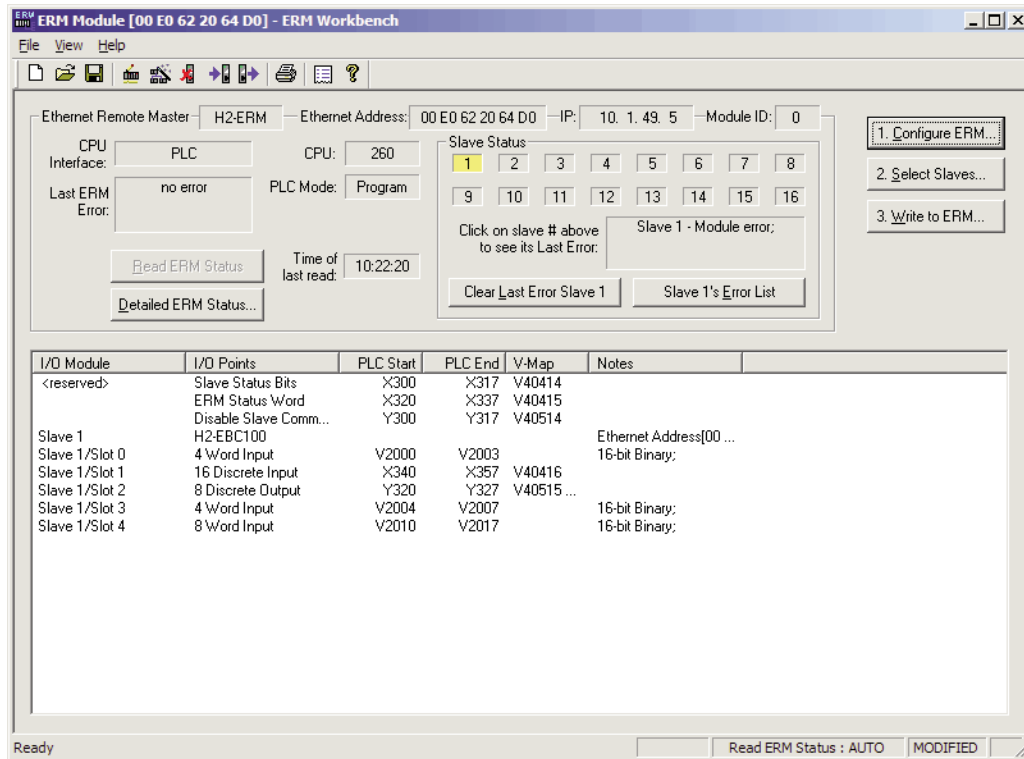 ERM Module [00 E0 62 20 64 D0] - ERM Workbench
File View Help
Ethernet Remote Master H2-ERM Ethernet Address: 00 E0 62 20 64 D0 IP: 10. 1. 49. 5 Module ID: 0
CPU Interface: PLC CPU: 260
Last ERM Error: no error PLC Mode: Program
Read ERM Status Time of last read: 10:22:20
Detailed ERM Status...
Slave Status
1 2 3 4 5 6 7 8
9 10 11 12 13 14 15 16
Click on slave # above to see its Last Error: Slave 1 - Module error;
Clear Last Error Slave 1 Slave 1's Error List
1. Configure ERM...
2. Select Slaves...
3. Write to ERM...
I/O Module I/O Points PLC Start PLC End V-Map Notes
<reserved> Slave Status Bits X300 X317 V40414
ERM Status Word X320 X337 V40415
Disable Slave Comm... Y300 Y317 V40514
Slave 1 H2-EBC100 Ethernet Address[00 ...
Slave 1/Slot 0 4 Word Input V2000 V2003 16-bit Binary;
Slave 1/Slot 1 16 Discrete Input X340 X357 V40416
Slave 1/Slot 2 8 Discrete Output Y320 Y327 V40515 ...
Slave 1/Slot 3 4 Word Input V2004 V2007 16-bit Binary;
Slave 1/Slot 4 8 Word Input V2010 V2017 16-bit Binary;
Ready Read ERM Status : AUTO MODIFIED